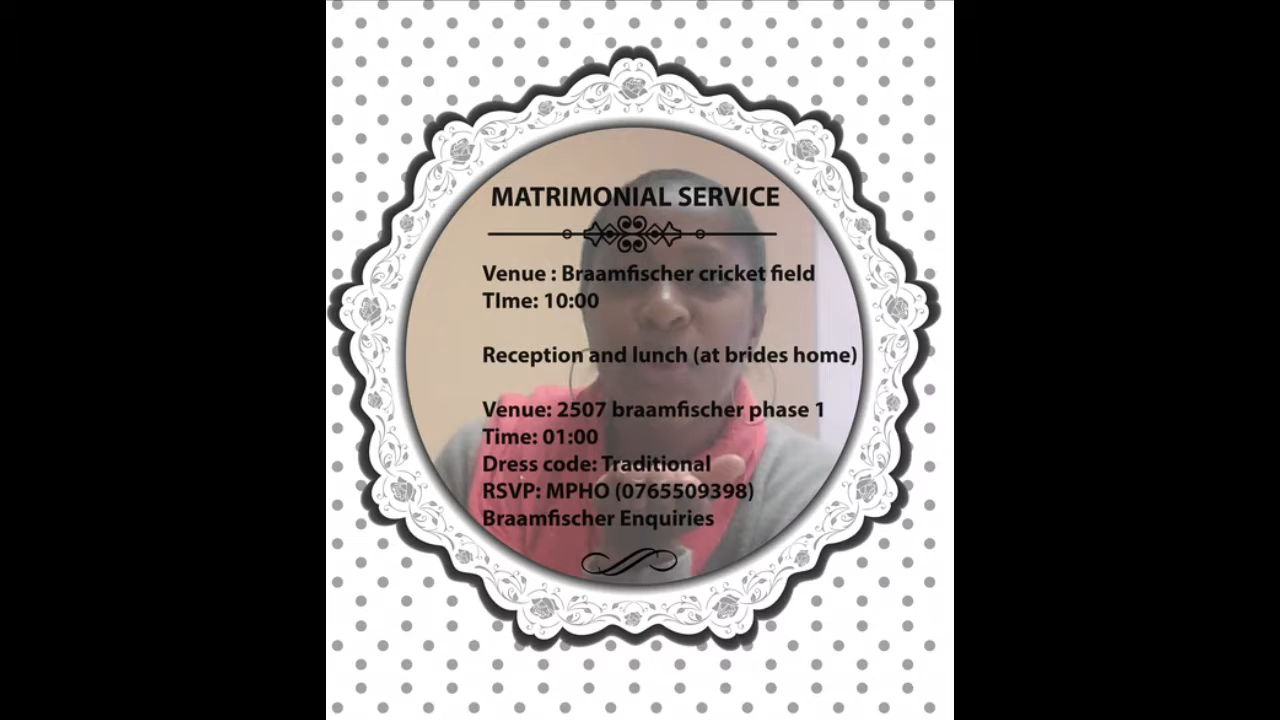 MATRIMONIAL SERVICE
Venue : Braamfischer cricket field
TIme: 10:00
Reception and lunch (at brides home)
Venue: 2507 braamfischer phase 1
Time: 01:00
Dress code: Traditional
RSVP: MPHO (0765509398)
Braamfischer Enquiries